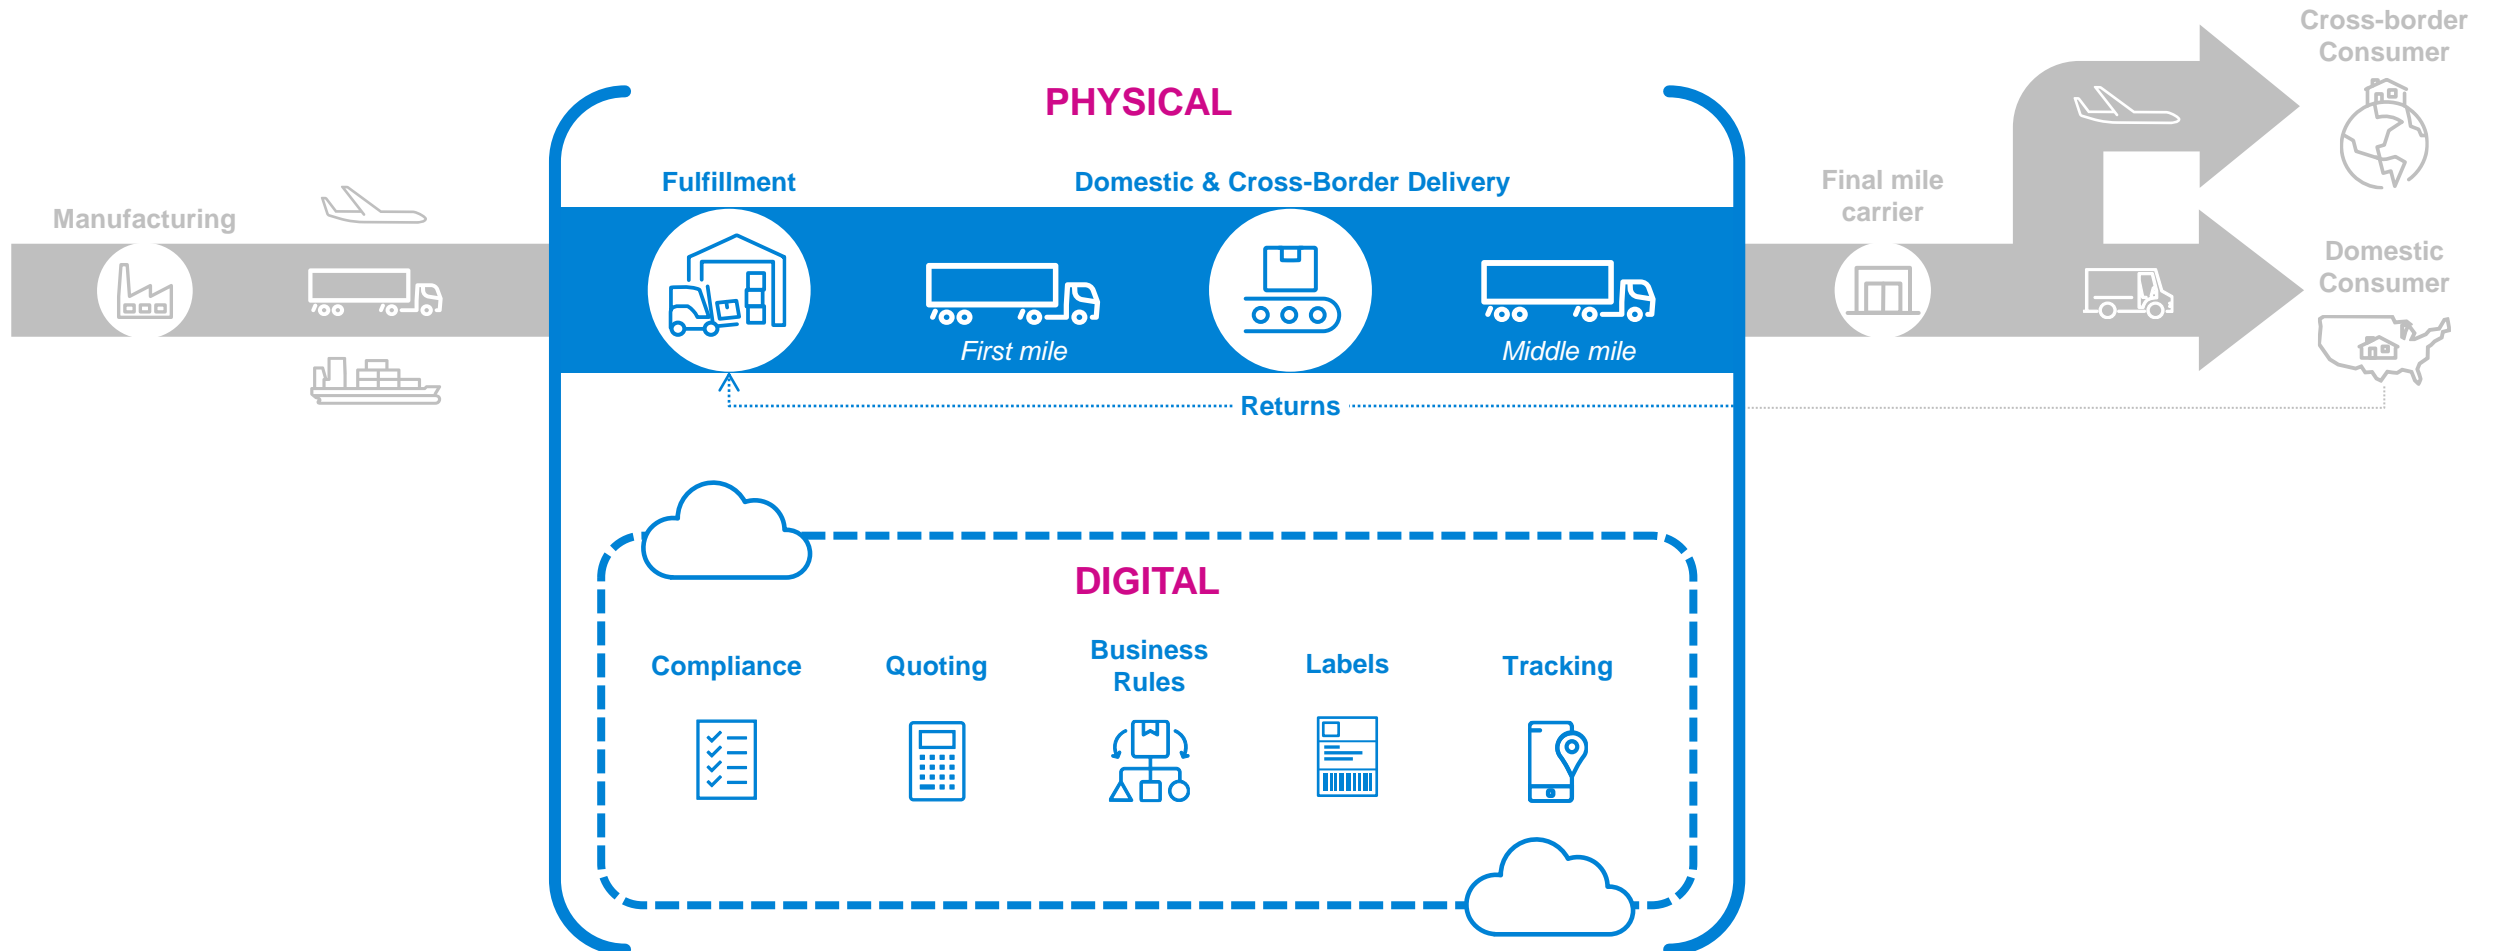 Cross-border
Consumer
PHYSICAL
Fulfillment
Domestic & Cross-Border Delivery
Final mile
carrier
Manufacturing
Domestic
Consumer
First mile
Middle mile
Returns
DIGITAL
Compliance
Quoting
Business
Rules
Labels
Tracking